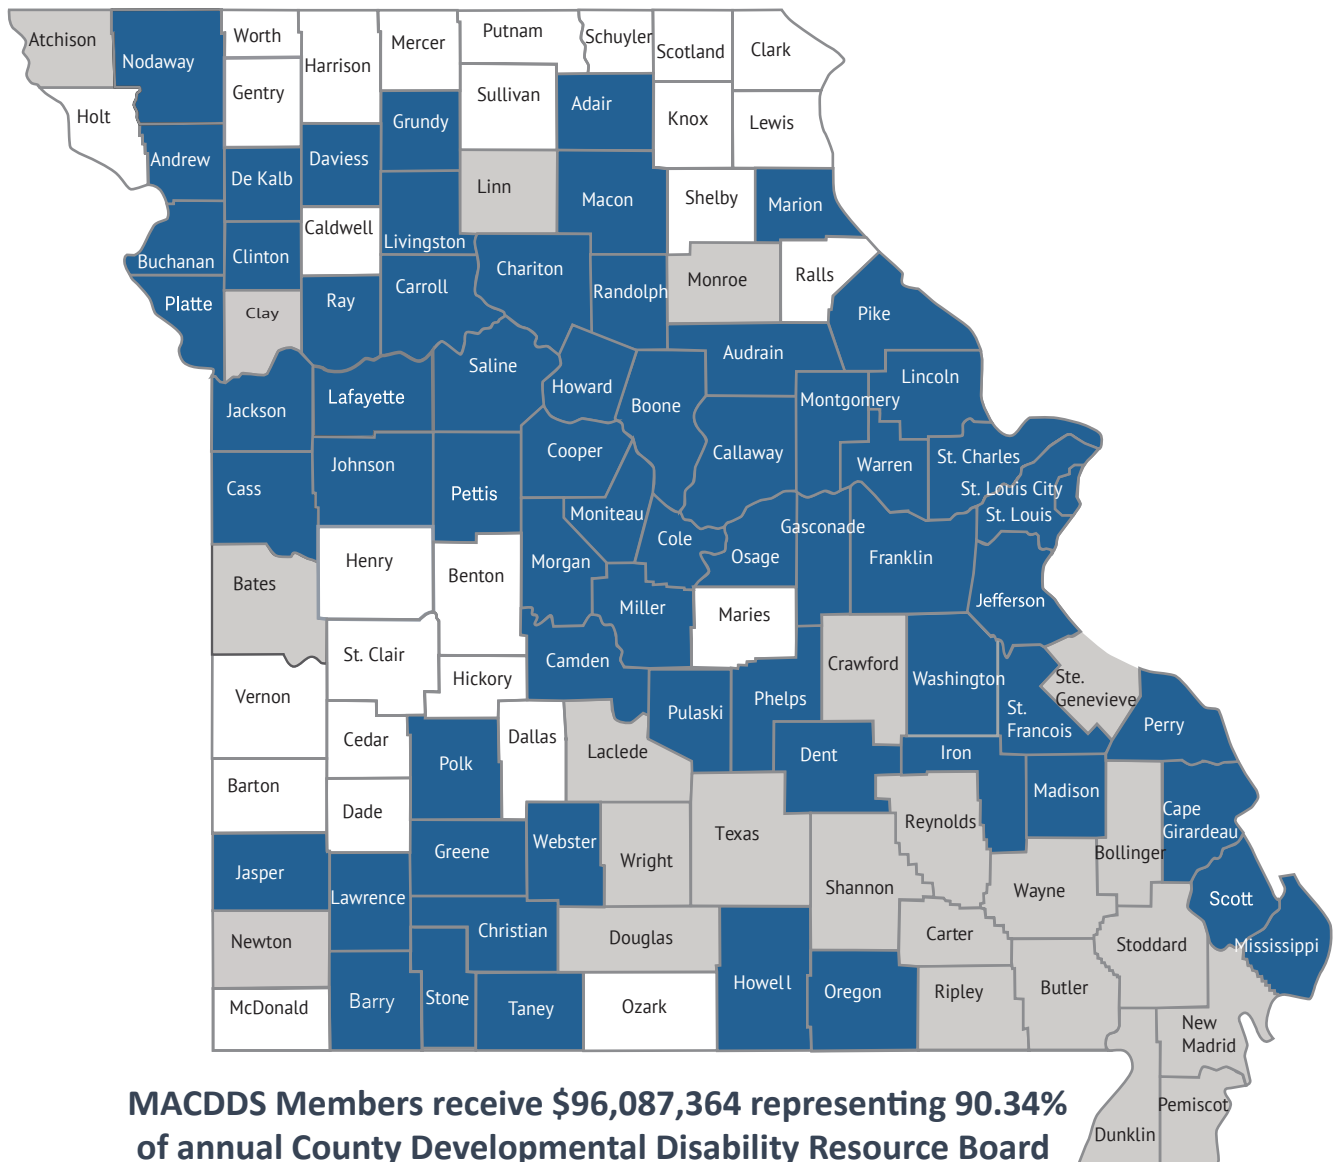 Atchison
Nodaway
Worth
Harrison
Mercer
Putnam
Schuyler
Scotland
Clark
Gentry
Holt
Sullivan
Adair
Grundy
Knox
Lewis
Andrew
De Kalb
Daviess
Linn
Macon
Shelby
Marion
Caldwell
Livingston
Buchanan
Clinton
Chariton
Carroll
Randolph
Monroe
Ralls
Platte
Clay
Ray
Pike
Audrain
Saline
Howard
Lincoln
Jackson
Lafayette
Boone
Montgomery
Johnson
Cooper
Callaway
Warren
St. Charles
Cass
Pettis
St. Louis City
Moniteau
St. Louis
Cole
Gasconade
Henry
Morgan
Osage
Franklin
Bates
Benton
Miller
Jefferson
Maries
St. Clair
Camden
Crawford
Washington
Hickory
Ste.
Genevieve
Vernon
Pulaski
Phelps
St.
Francois
Perry
Cedar
Dallas
Laclede
Dent
Iron
Polk
Barton
Madison
Dade
Cape
Girardeau
Texas
Reynolds
Webster
Greene
Wright
Bollinger
Jasper
Shannon
Wayne
Lawrence
Scott
Christian
Douglas
Carter
Newton
Stoddard
Mississippi
Howell
Oregon
Ripley
Butler
McDonald
Barry
Stone
Taney
Ozark
New
Madrid
Pemiscot
Dunklin
MACDDS Members receive $96,087,364 representing 90.34%
of annual County Developmental Disability Resource Board